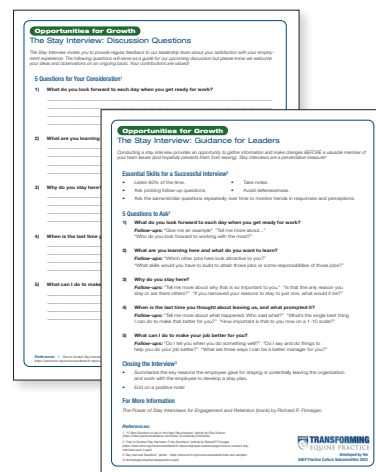 Opportunities for Growth
The Stay Interview: Discussion Questions
The Stay Interview invites you to provide regular feedback to our leadership team about your satisfaction with your employ-
ment experience. The following questions will serve as a guide for our upcoming discussion but please know we welcome
your ideas and observations on an ongoing basis. Your contributions are valued!
5 Questions for Your Consideration¹
1) What do you look forward to each day when you get ready for work?
2) What are you learning
3) Why do you stay here?
4) When is the last time y
5) What can I do to make
References:
Opportunities for Growth
The Stay Interview: Guidance for Leaders
Conducting a stay interview provides an opportunity to gather information and make changes BEFORE a valuable member of
your team leaves (and hopefully prevents them from leaving). Stay interviews are a preventative measure!¹
Essential Skills for a Successful Interview²
• Listen 80% of the time.
• Take notes.
• Ask probing follow-up questions.
• Avoid defensiveness.
• Ask the same/similar questions repeatedly over time to monitor trends in responses and perceptions.
5 Questions to Ask³
1) What do you look forward to each day when you get ready for work?
Follow-ups: "Give me an example" "Tell me more about..."
"Who do you look forward to working with the most?"
2) What are you learning here and what do you want to learn?
Follow-ups: "Which other jobs here look attractive to you?"
"What skills would you have to build to attain those jobs or some responsibilities of those jobs?"
3) Why do you stay here?
Follow-ups: "Tell me more about why that is so important to you." "Is that the only reason you
stay or are there others?" "If you narrowed your reasons to stay to just one, what would it be?"
4) When is the last time you thought about leaving us, and what prompted it?
Follow-ups: "Tell me more about what happened. Who said what?" "What's the single best thing
I can do to make that better for you?" "How important is that to you now on a 1-10 scale?"
5) What can I do to make your job better for you?
Follow-ups: "Do I tell you when you do something well?" "Do I say and do things to
help you do your job better?" "What are three ways I can be a better manager for you?"
Closing the Interview³
• Summarize the key reasons the employee gave for staying or potentially leaving the organization
and work with the employee to develop a stay plan.
• End on a positive note!
For More Information
The Power of Stay Interviews for Engagement and Retention (book) by Richard P. Finnegan
References:
TRANSFORMING
EQUINE PRACTICE
Developed by the
AAEP Practice Culture Subcommittee 2023